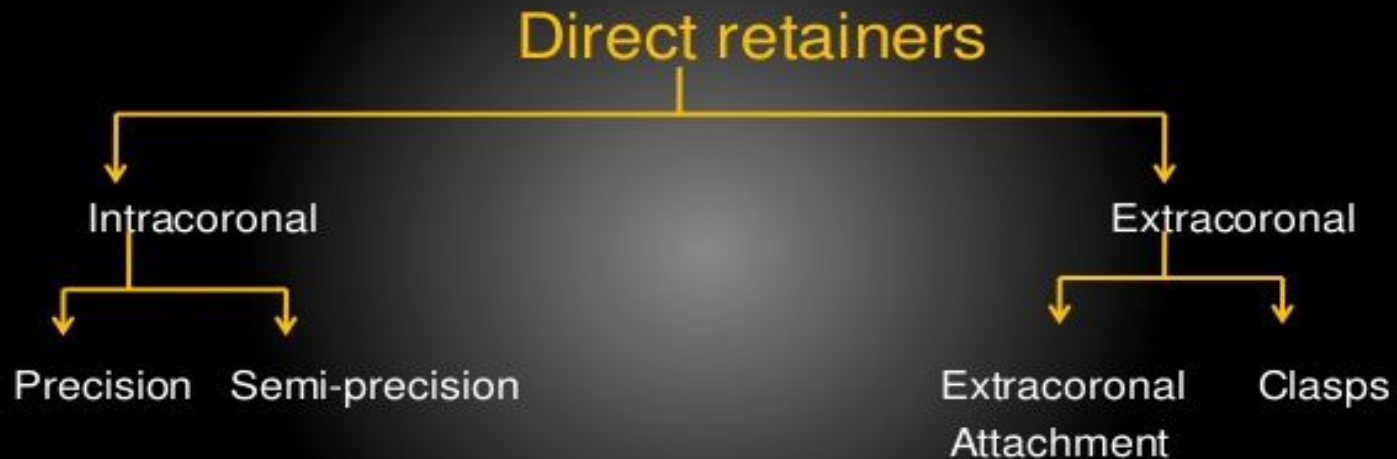 Direct retainers
Intracoronal
Extracoronal
Precision
Semi-precision
Extracoronal
Attachment
Clasps